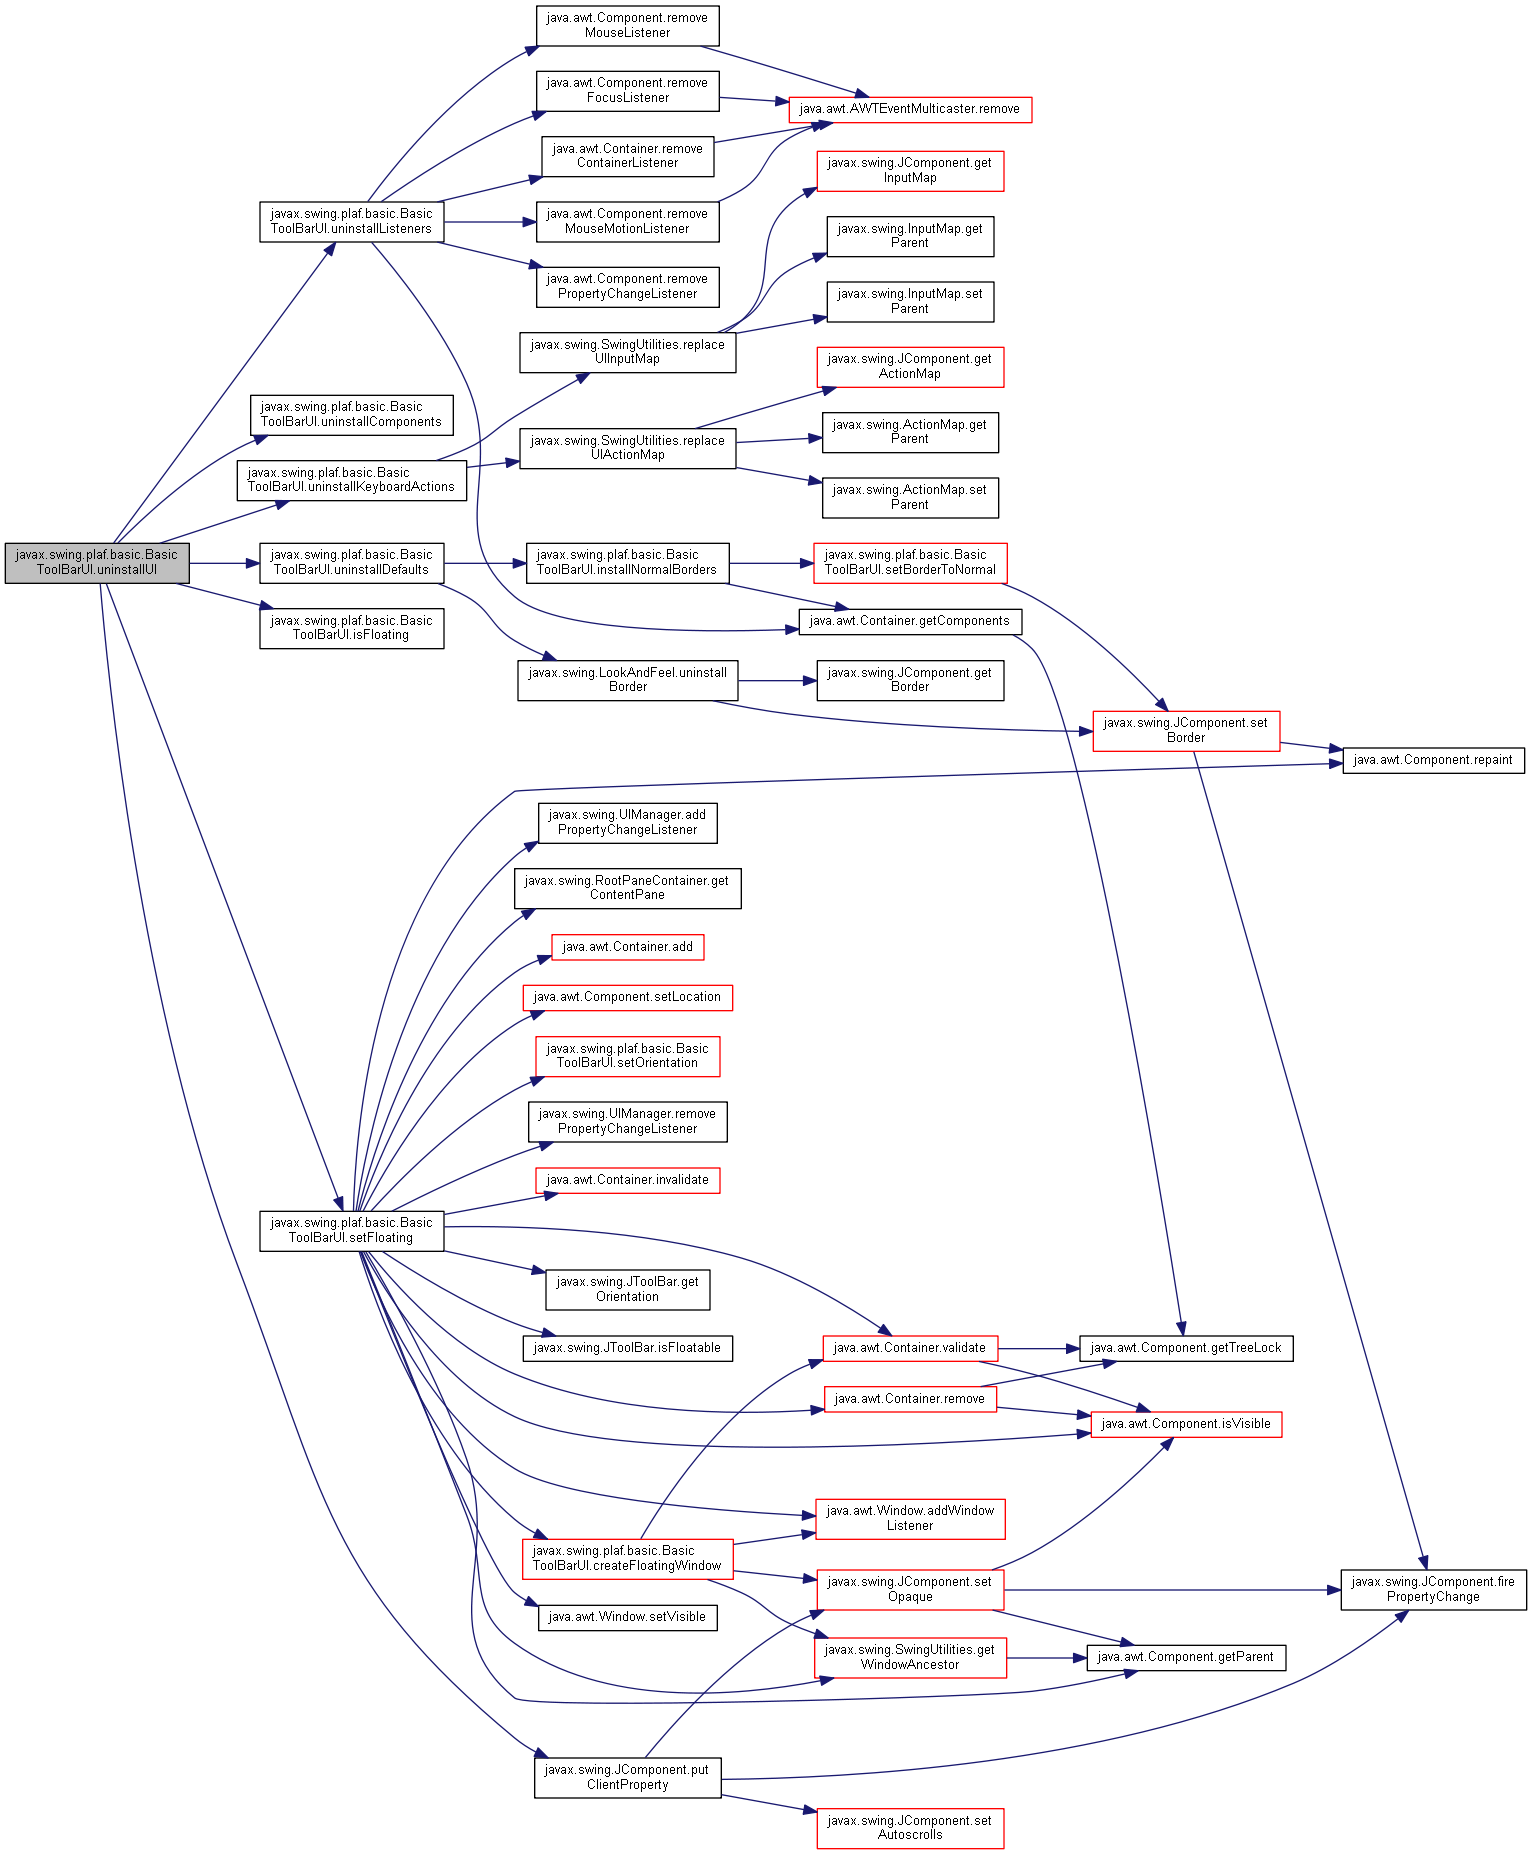 java.awt.Component.remove
MouseListener
java.awt.Component.remove
FocusListener
java.awt.AWTEventMulticaster.remove
java.awt.Container.remove
ContainerListener
javax.swing.JComponent.get
InputMap
javax.swing.plaf.basic.Basic
ToolBarUI.uninstallListeners
java.awt.Component.remove
MouseMotionListener
javax.swing.InputMap.get
Parent
java.awt.Component.remove
PropertyChangeListener
javax.swing.InputMap.set
Parent
javax.swing.SwingUtilities.replace
UIInputMap
javax.swing.JComponent.get
ActionMap
javax.swing.plaf.basic.Basic
ToolBarUI.uninstallComponents
javax.swing.SwingUtilities.replace
UIActionMap
javax.swing.ActionMap.get
Parent
javax.swing.plaf.basic.Basic
ToolBarUI.uninstallKeyboardActions
javax.swing.ActionMap.set
Parent
javax.swing.plaf.basic.Basic
ToolBarUI.uninstallUI
javax.swing.plaf.basic.Basic
ToolBarUI.uninstallDefaults
javax.swing.plaf.basic.Basic
ToolBarUI.installNormalBorders
javax.swing.plaf.basic.Basic
ToolBarUI.setBorderToNormal
javax.swing.plaf.basic.Basic
ToolBarUI.isFloating
java.awt.Container.getComponents
javax.swing.LookAndFeel.uninstall
Border
javax.swing.JComponent.get
Border
javax.swing.JComponent.set
Border
java.awt.Component.repaint
javax.swing.UIManager.add
PropertyChangeListener
javax.swing.RootPaneContainer.get
ContentPane
java.awt.Container.add
java.awt.Component.setLocation
javax.swing.plaf.basic.Basic
ToolBarUI.setOrientation
javax.swing.UIManager.remove
PropertyChangeListener
java.awt.Container.invalidate
javax.swing.plaf.basic.Basic
ToolBarUI.setFloating
javax.swing.JToolBar.get
Orientation
javax.swing.JToolBar.isFloatable
java.awt.Container.validate
java.awt.Component.getTreeLock
java.awt.Container.remove
java.awt.Component.isVisible
java.awt.Window.addWindow
Listener
javax.swing.plaf.basic.Basic
ToolBarUI.createFloatingWindow
javax.swing.JComponent.set
Opaque
javax.swing.JComponent.fire
PropertyChange
java.awt.Window.setVisible
javax.swing.SwingUtilities.get
WindowAncestor
java.awt.Component.getParent
javax.swing.JComponent.put
ClientProperty
javax.swing.JComponent.set
Autoscrolls